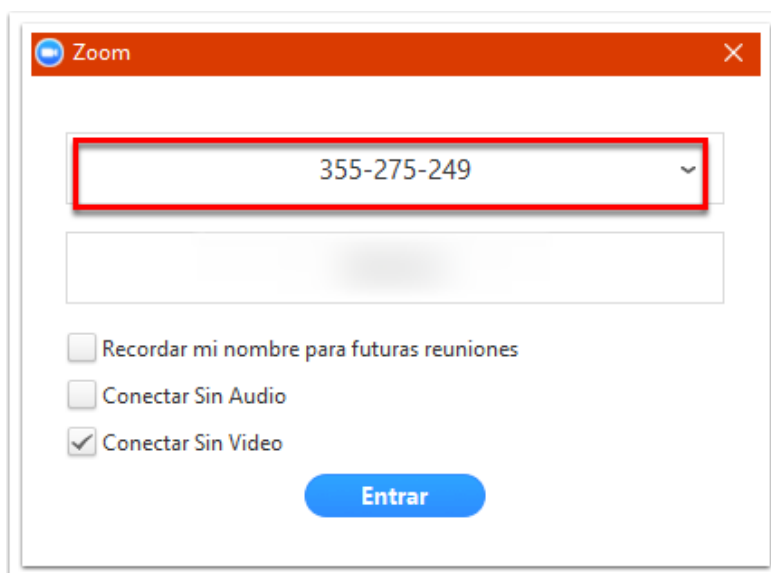 Zoom
355-275-249
Recordar mi nombre para futuras reuniones
Conectar Sin Audio
Conectar Sin Video
Entrar